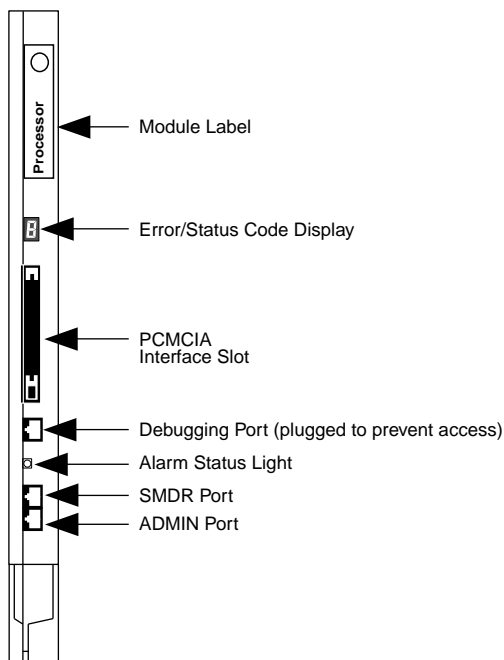 Processor
Module Label
Error/Status Code Display
PCMCIA
Interface Slot
Debugging Port (plugged to prevent access)
Alarm Status Light
SMDR Port
ADMIN Port